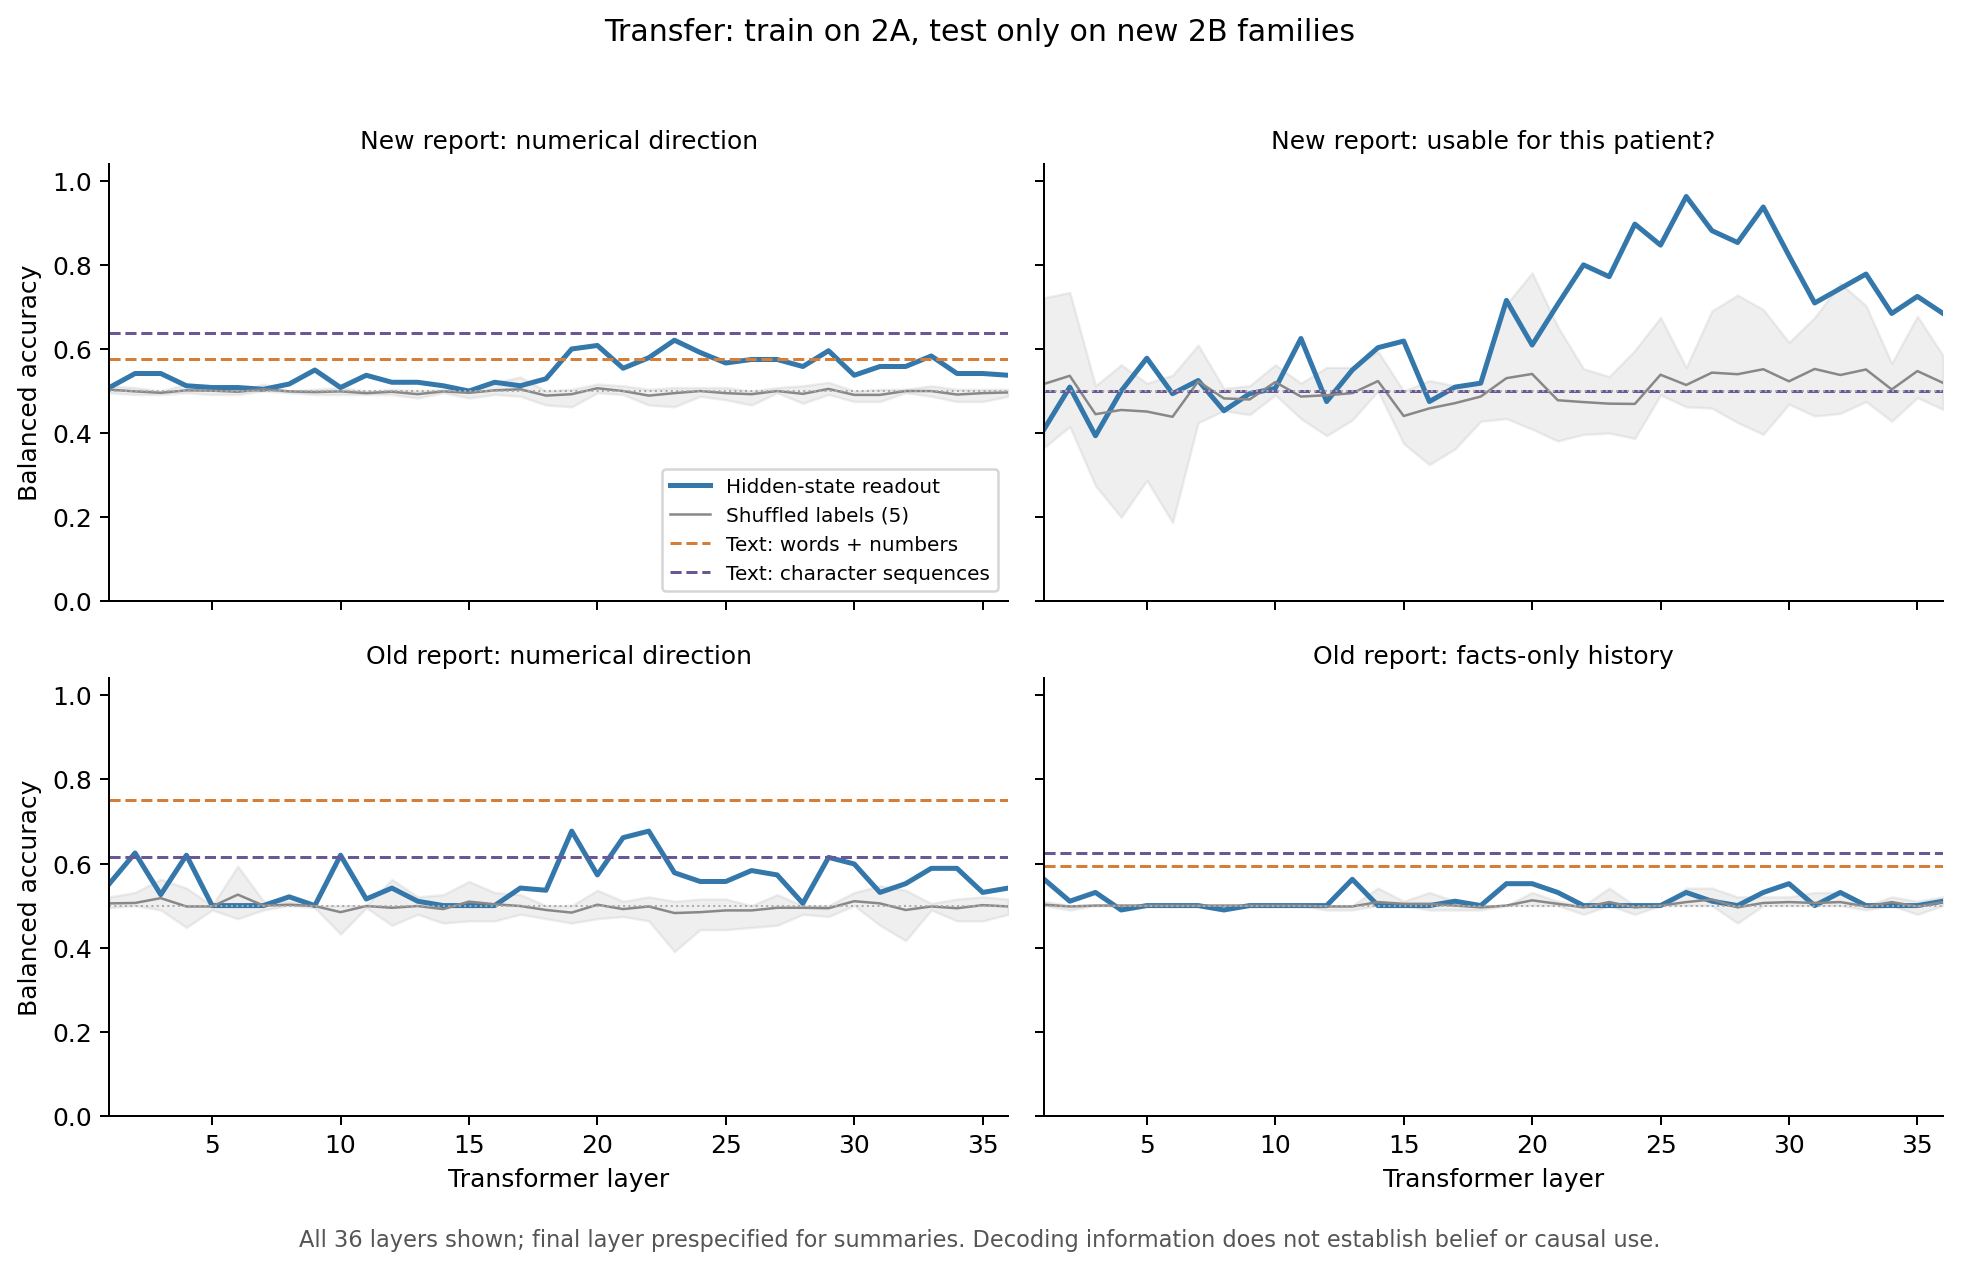 Transfer: train on 2A, test only on new 2B families
New report: numerical direction
New report: usable for this patient?
Balanced accuracy
1.0
0.8
0.6
0.4
0.2
0.0
Hidden-state readout
Shuffled labels (5)
Text: words + numbers
Text: character sequences
Old report: numerical direction
Old report: facts-only history
Balanced accuracy
1.0
0.8
0.6
0.4
0.2
0.0
5 10 15 20 25 30 35
5 10 15 20 25 30 35
Transformer layer
Transformer layer
All 36 layers shown; final layer prespecified for summaries. Decoding information does not establish belief or causal use.